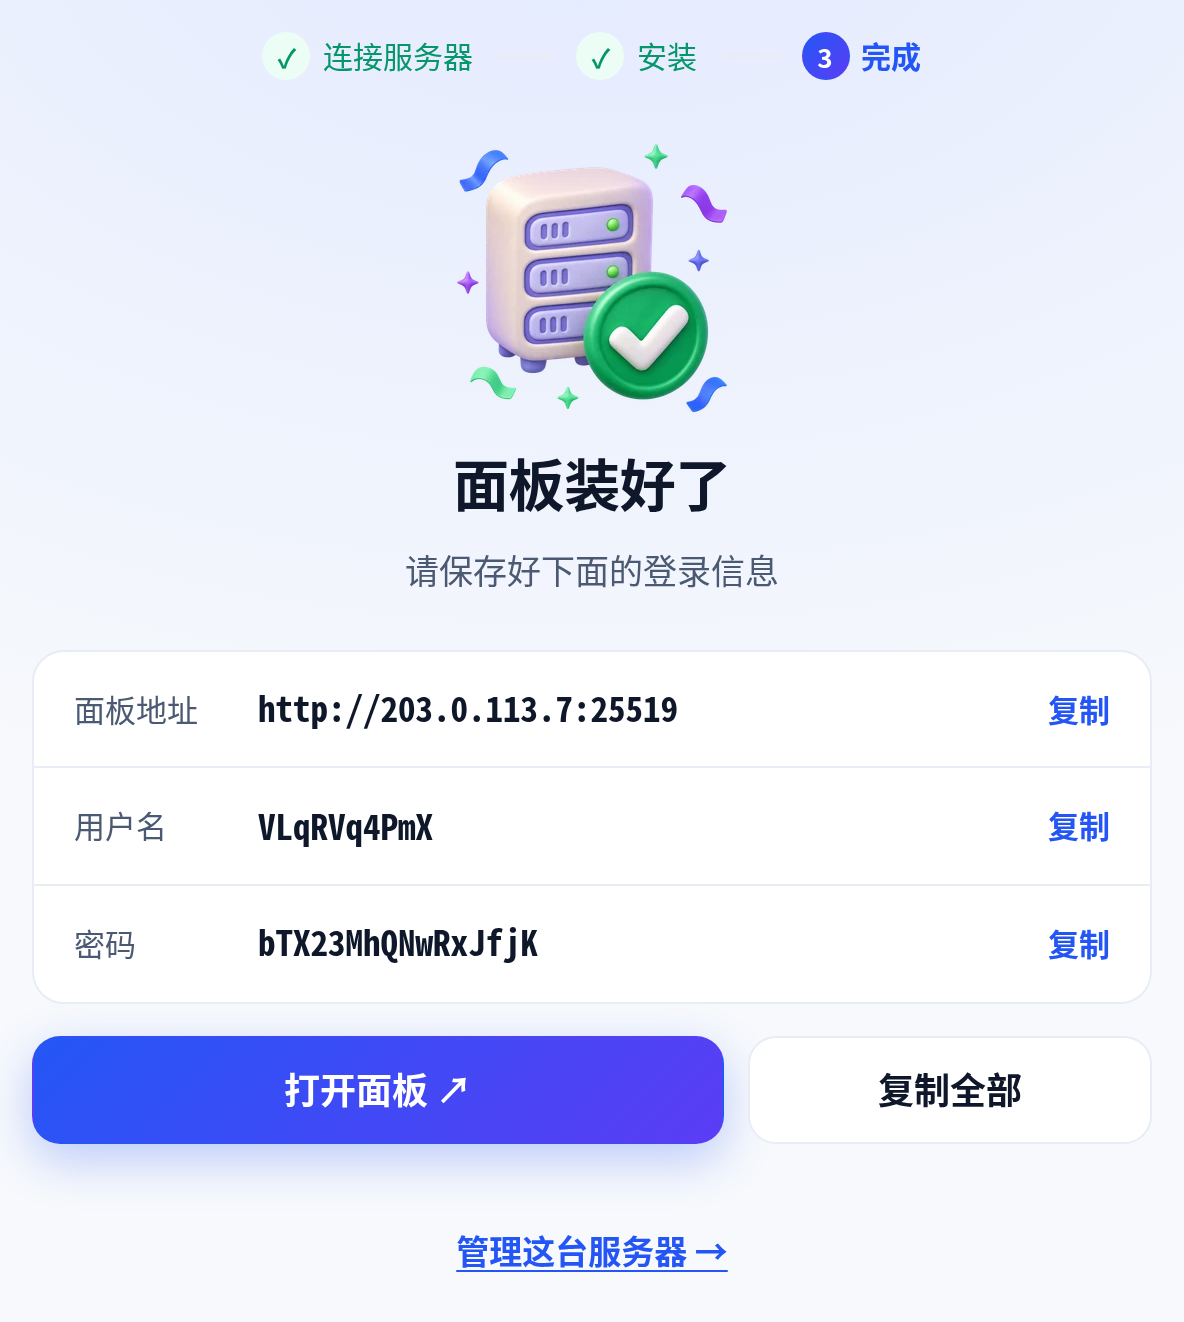 ✓ 连接服务器 ✓ 安装 3 完成
面板装好了
请保存好下面的登录信息
面板地址 http://203.0.113.7:25519 复制
用户名 VLqRVq4PmX 复制
密码 bTX23MhQNwRxJfjK 复制
打开面板 ↗ 复制全部
管理这台服务器 →